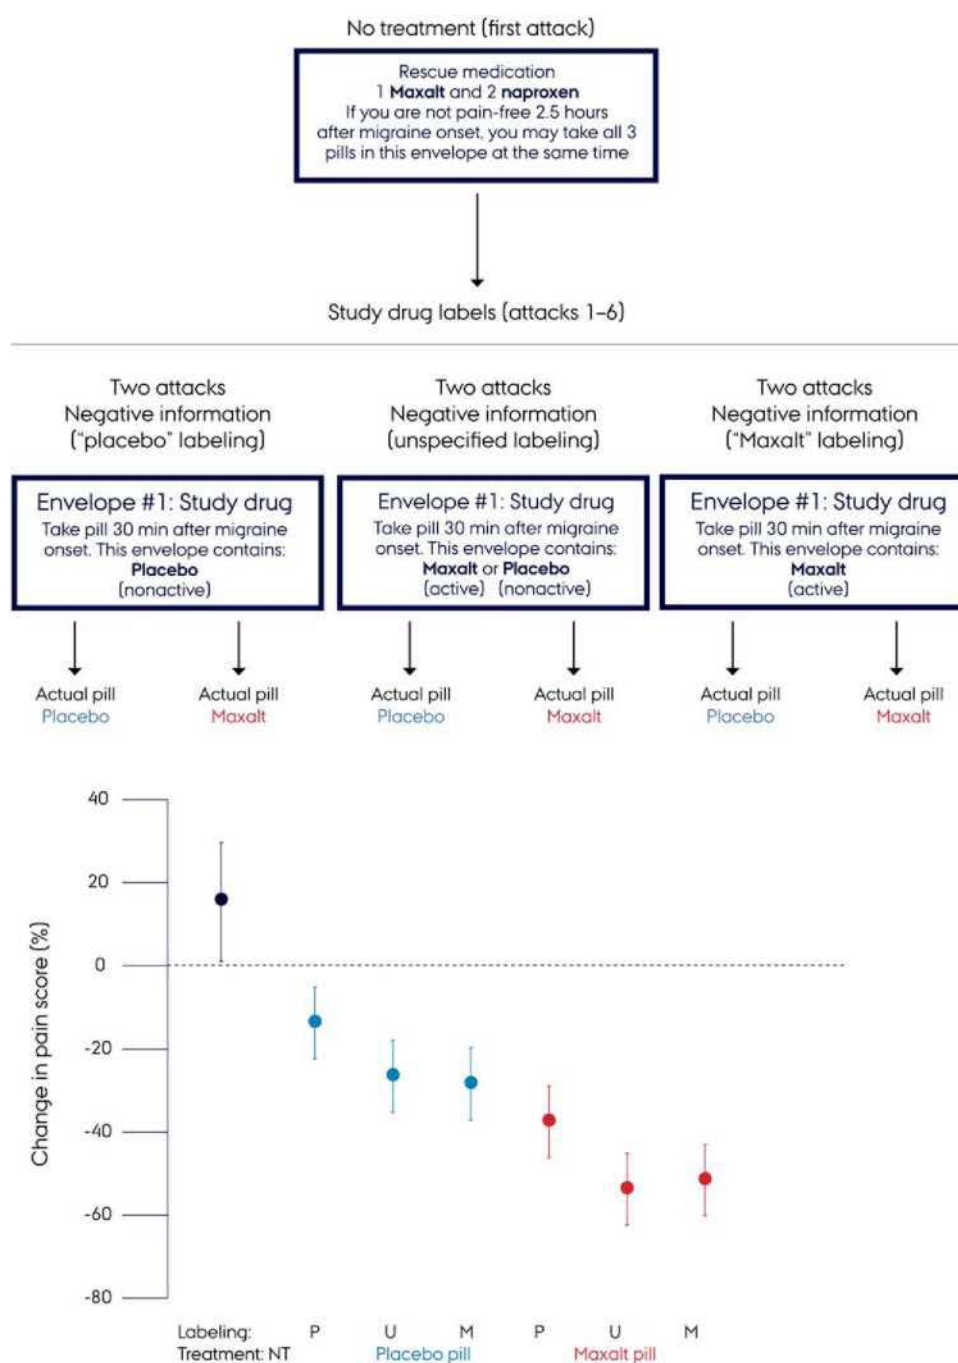 No treatment (first attack)
Rescue medication
1 Maxalt and 2 naproxen
If you are not pain-free 2.5 hours
after migraine onset, you may take all 3
pills in this envelope at the same time
Study drug labels (attacks 1–6)
Two attacks
Negative information
("placebo" labeling)
Two attacks
Negative information
(unspecified labeling)
Two attacks
Negative information
("Maxalt" labeling)
Envelope #1: Study drug
Take pill 30 min after migraine
onset. This envelope contains:
Placebo
(nonactive)
Envelope #1: Study drug
Take pill 30 min after migraine
onset. This envelope contains:
Maxalt or Placebo
(active) (nonactive)
Envelope #1: Study drug
Take pill 30 min after migraine
onset. This envelope contains:
Maxalt
(active)
Actual pill
Placebo
Actual pill
Maxalt
Actual pill
Placebo
Actual pill
Maxalt
Actual pill
Placebo
Actual pill
Maxalt
Change in pain score (%)
40
20
0
-20
-40
-60
-80
Labeling: P U M P U M
Treatment: NT Placebo pill Maxalt pill